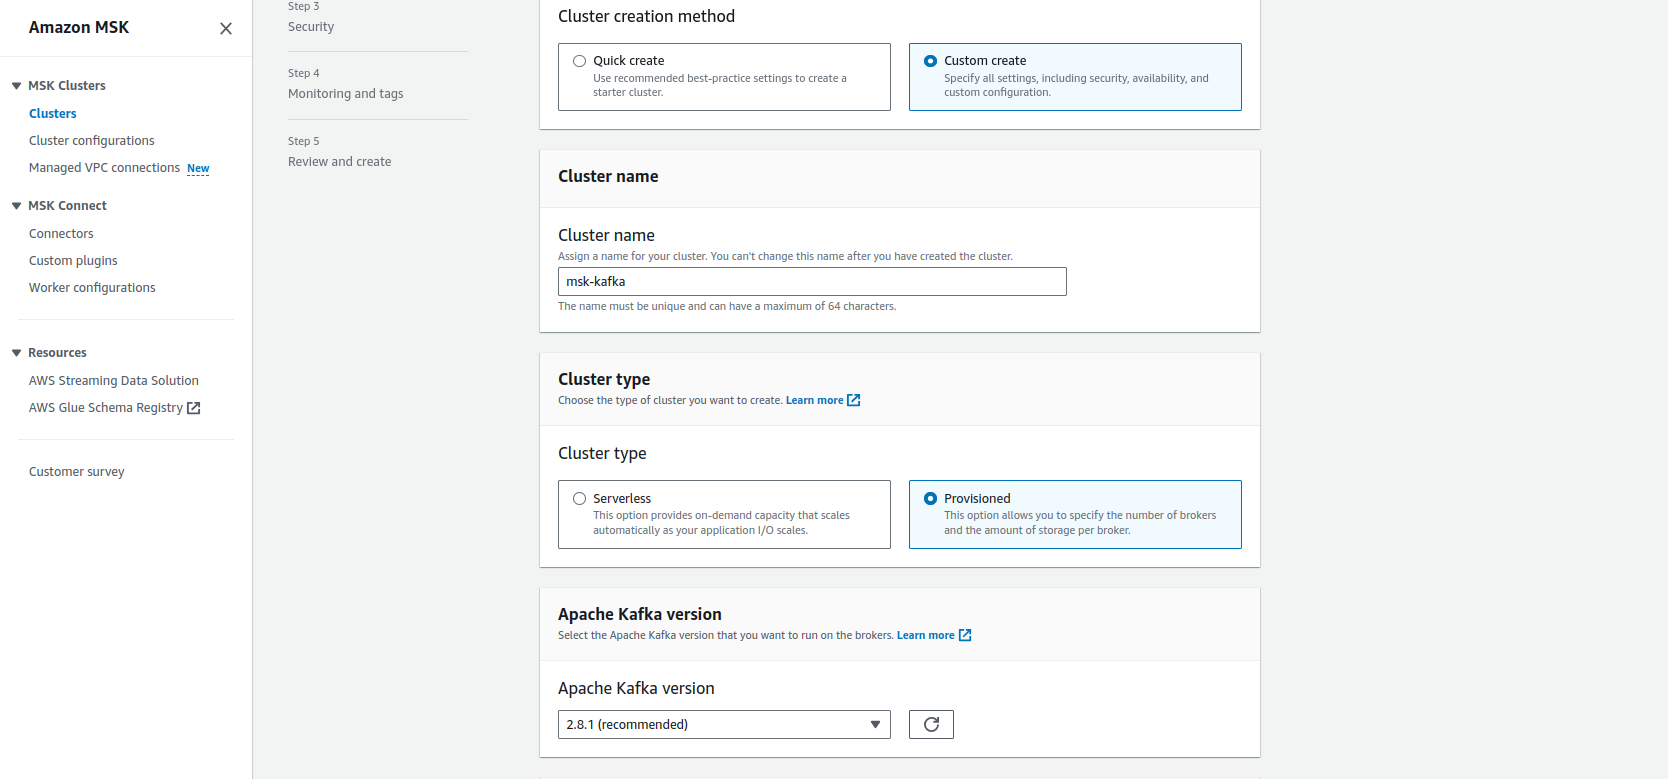 Amazon MSK
MSK Clusters
Clusters
Cluster configurations
Managed VPC connections New
MSK Connect
Connectors
Custom plugins
Worker configurations
Resources
AWS Streaming Data Solution
AWS Glue Schema Registry
Customer survey
Step 3
Security
Step 4
Monitoring and tags
Step 5
Review and create
Cluster creation method
Quick create
Use recommended best-practice settings to create a
starter cluster.
Custom create
Specify all settings, including security, availability, and
custom configuration.
Cluster name
Cluster name
Assign a name for your cluster. You can't change this name after you have created the cluster.
msk-kafka
The name must be unique and can have a maximum of 64 characters.
Cluster type
Choose the type of cluster you want to create. Learn more
Cluster type
Serverless
This option provides on-demand capacity that scales
automatically as your application I/O scales.
Provisioned
This option allows you to specify the number of brokers
and the amount of storage per broker.
Apache Kafka version
Select the Apache Kafka version that you want to run on the brokers. Learn more
Apache Kafka version
2.8.1 (recommended)